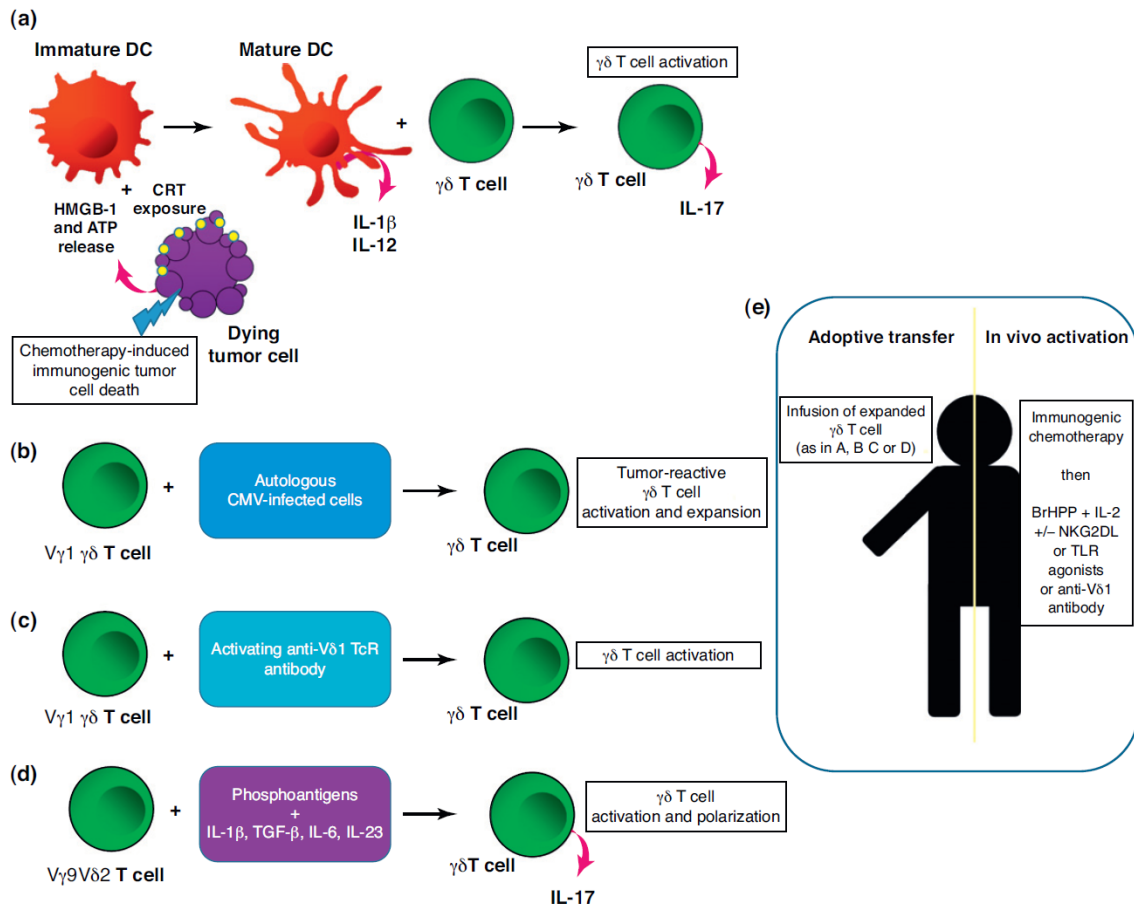 (a)
Immature DC
Mature DC
γδ T cell activation
+
γδ T cell
γδ T cell
IL-17
IL-1β
IL-12
+
CRT
exposure
HMGB-1
and ATP
release
Dying
tumor cell
Chemotherapy-induced
immunogenic tumor
cell death
(b)
+
Autologous
CMV-infected cells
Vγ1 γδ T cell
γδ T cell
Tumor-reactive
γδ T cell
activation and expansion
(c)
+
Activating anti-Vδ1 TcR
antibody
Vγ1 γδ T cell
γδ T cell
γδ T cell activation
(d)
+
Phosphoantigens
+
IL-1β, TGF-β, IL-6, IL-23
Vγ9Vδ2 T cell
γδT cell
γδ T cell
activation and polarization
IL-17
(e)
Adoptive transfer
In vivo activation
Infusion of expanded
γδ T cell
(as in A, B C or D)
Immunogenic
chemotherapy
then
BrHPP + IL-2
+/– NKG2DL
or TLR
agonists
or anti-Vδ1
antibody